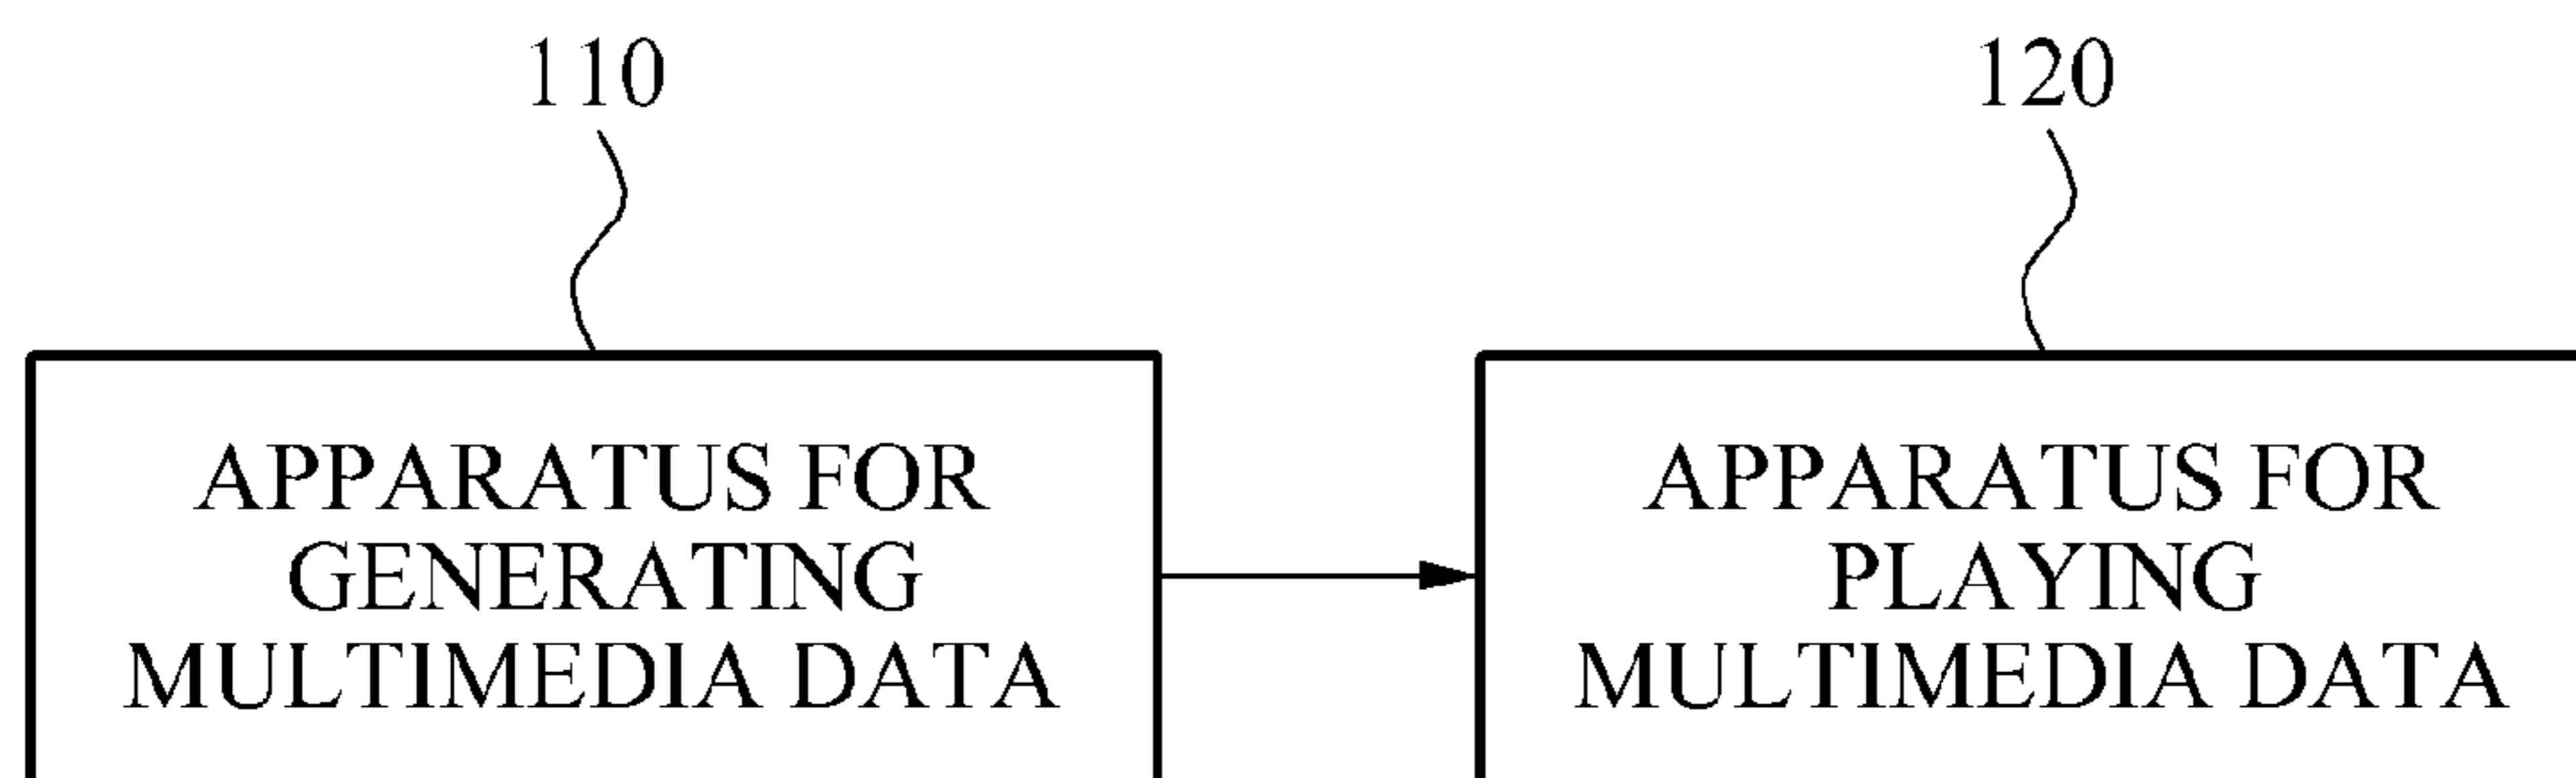 110
120
APPARATUS FOR
GENERATING
MULTIMEDIA DATA
APPARATUS FOR
PLAYING
MULTIMEDIA DATA